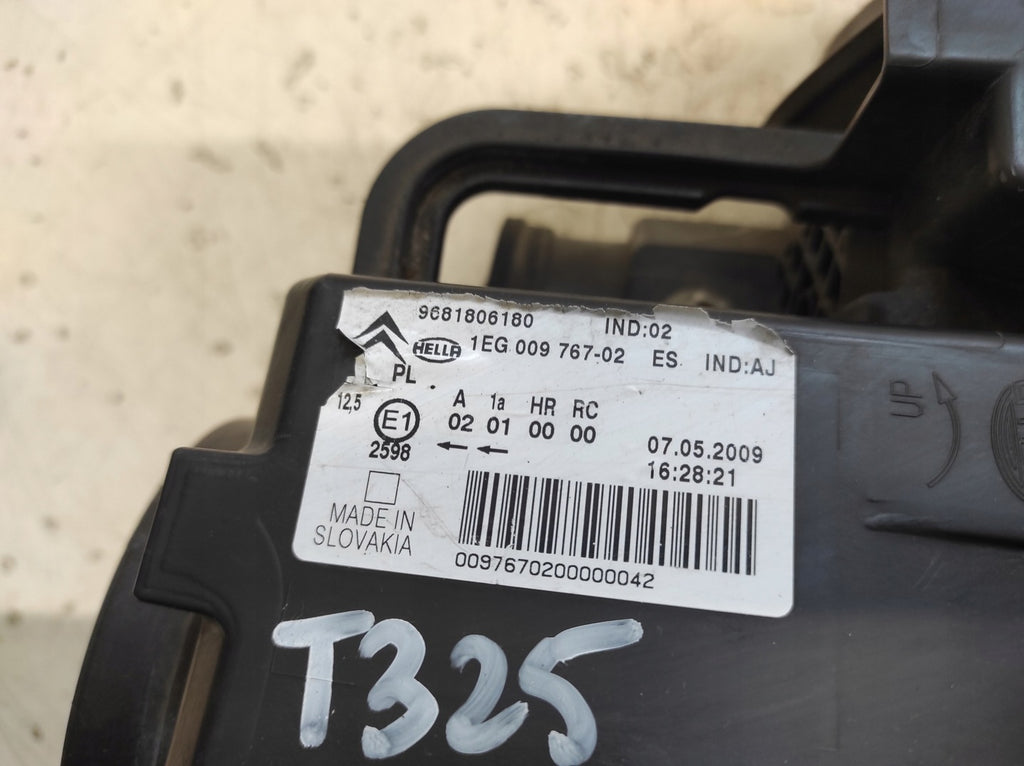 9681806180 IND:02
HELLA 1EG 009 767-02 ES IND:AJ
PL
12,5 E1 A 1a HR RC
02 01 00 00
2598
07.05.2009
16:28:21
MADE IN
SLOVAKIA
0097670200000042
UP
T325